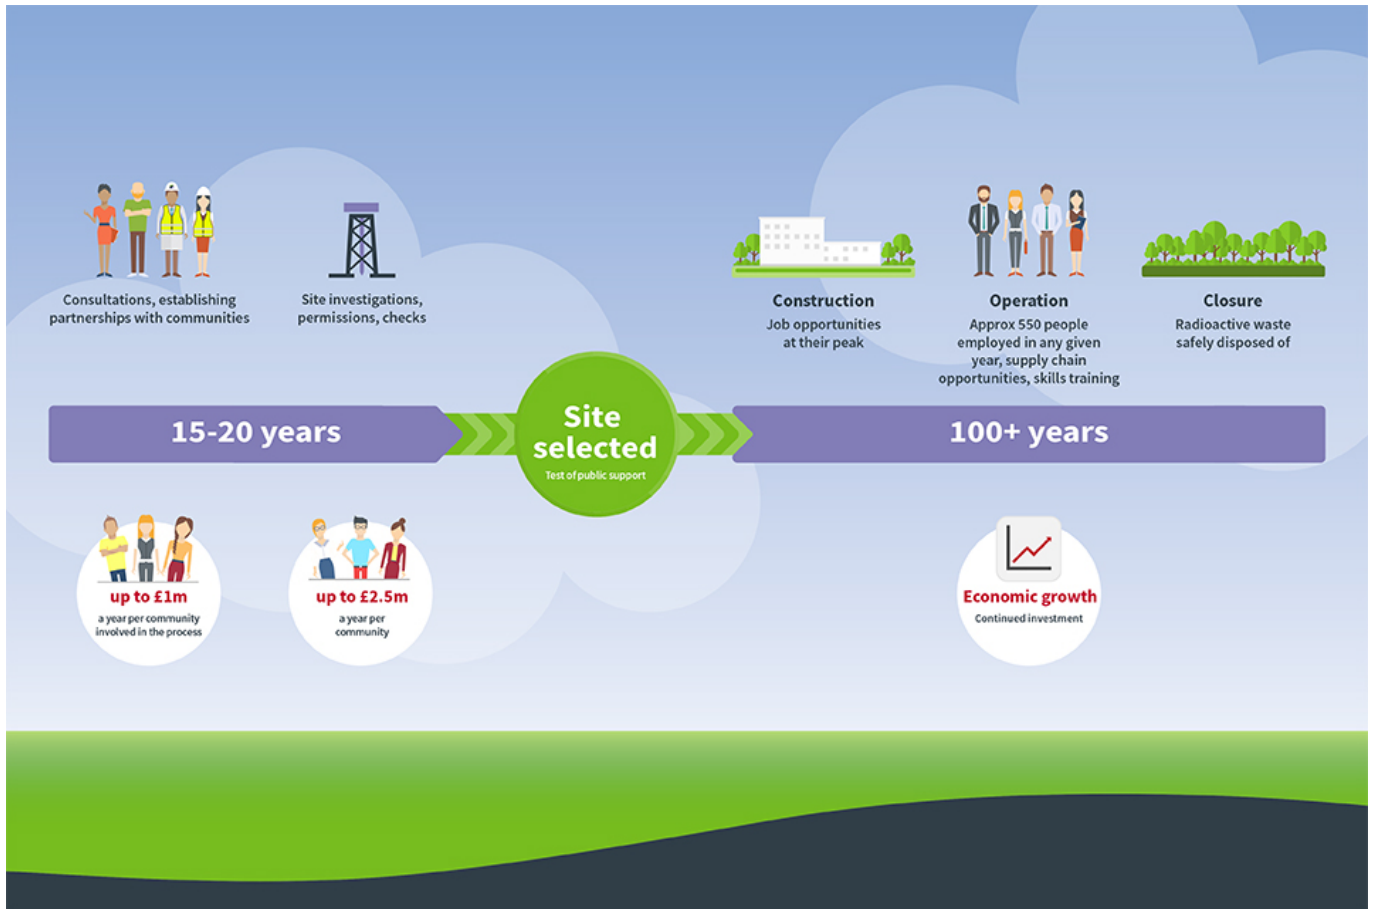 Consultations, establishing
partnerships with communities
Site investigations,
permissions, checks
Construction
Job opportunities
at their peak
Operation
Approx 550 people
employed in any given
year, supply chain
opportunities, skills training
Closure
Radioactive waste
safely disposed of
15-20 years
Site
selected
Test of public support
100+ years
up to £1m
a year per community
involved in the process
up to £2.5m
a year per
community
Economic growth
Continued investment